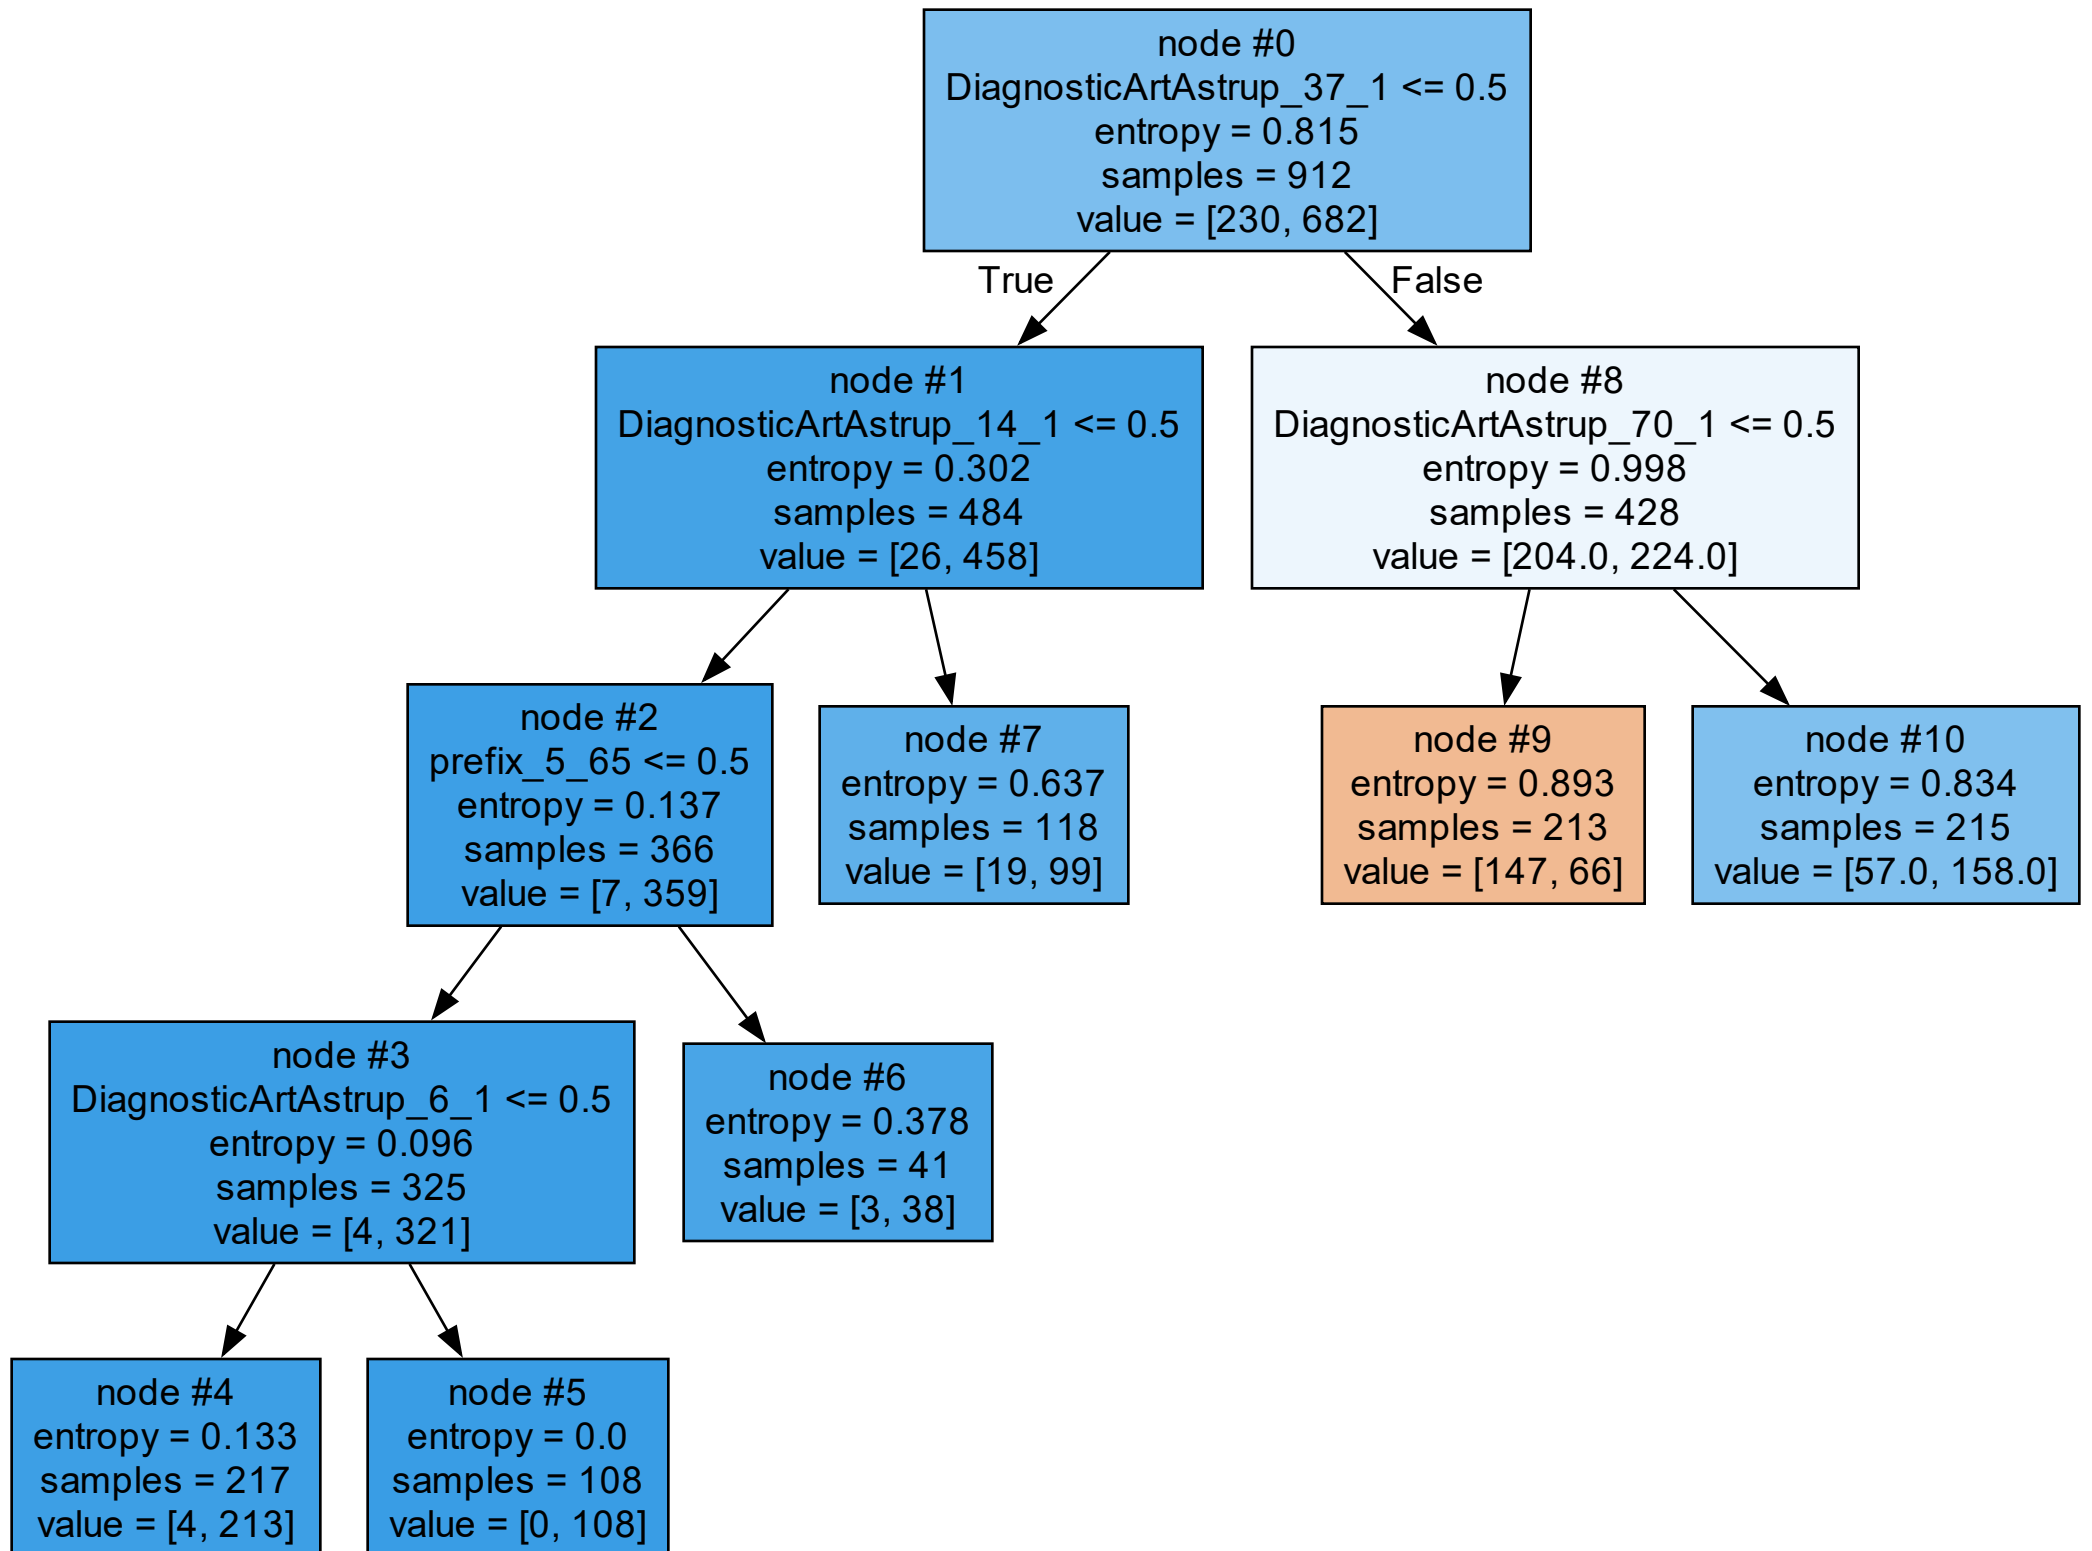 node #0
DiagnosticArtAstrup_37_1 <= 0.5
entropy = 0.815
samples = 912
value = [230, 682]
True
False
node #1
DiagnosticArtAstrup_14_1 <= 0.5
entropy = 0.302
samples = 484
value = [26, 458]
node #8
DiagnosticArtAstrup_70_1 <= 0.5
entropy = 0.998
samples = 428
value = [204.0, 224.0]
node #2
prefix_5_65 <= 0.5
entropy = 0.137
samples = 366
value = [7, 359]
node #7
entropy = 0.637
samples = 118
value = [19, 99]
node #9
entropy = 0.893
samples = 213
value = [147, 66]
node #10
entropy = 0.834
samples = 215
value = [57.0, 158.0]
node #3
DiagnosticArtAstrup_6_1 <= 0.5
entropy = 0.096
samples = 325
value = [4, 321]
node #6
entropy = 0.378
samples = 41
value = [3, 38]
node #4
entropy = 0.133
samples = 217
value = [4, 213]
node #5
entropy = 0.0
samples = 108
value = [0, 108]